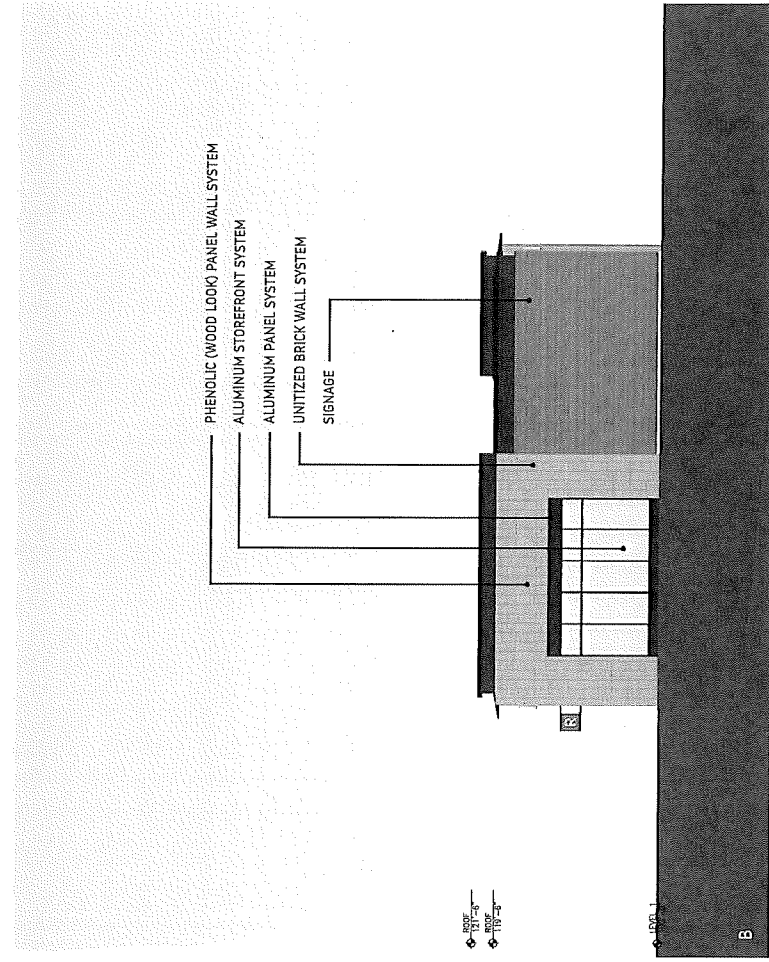 PHENOLIC (WOOD LOOK) PANEL WALL SYSTEM
ALUMINUM STOREFRONT SYSTEM
ALUMINUM PANEL SYSTEM
UNITIZED BRICK WALL SYSTEM
SIGNAGE
R
ROOF
121'-6"
ROOF
119'-6"
LEVEL 1
B